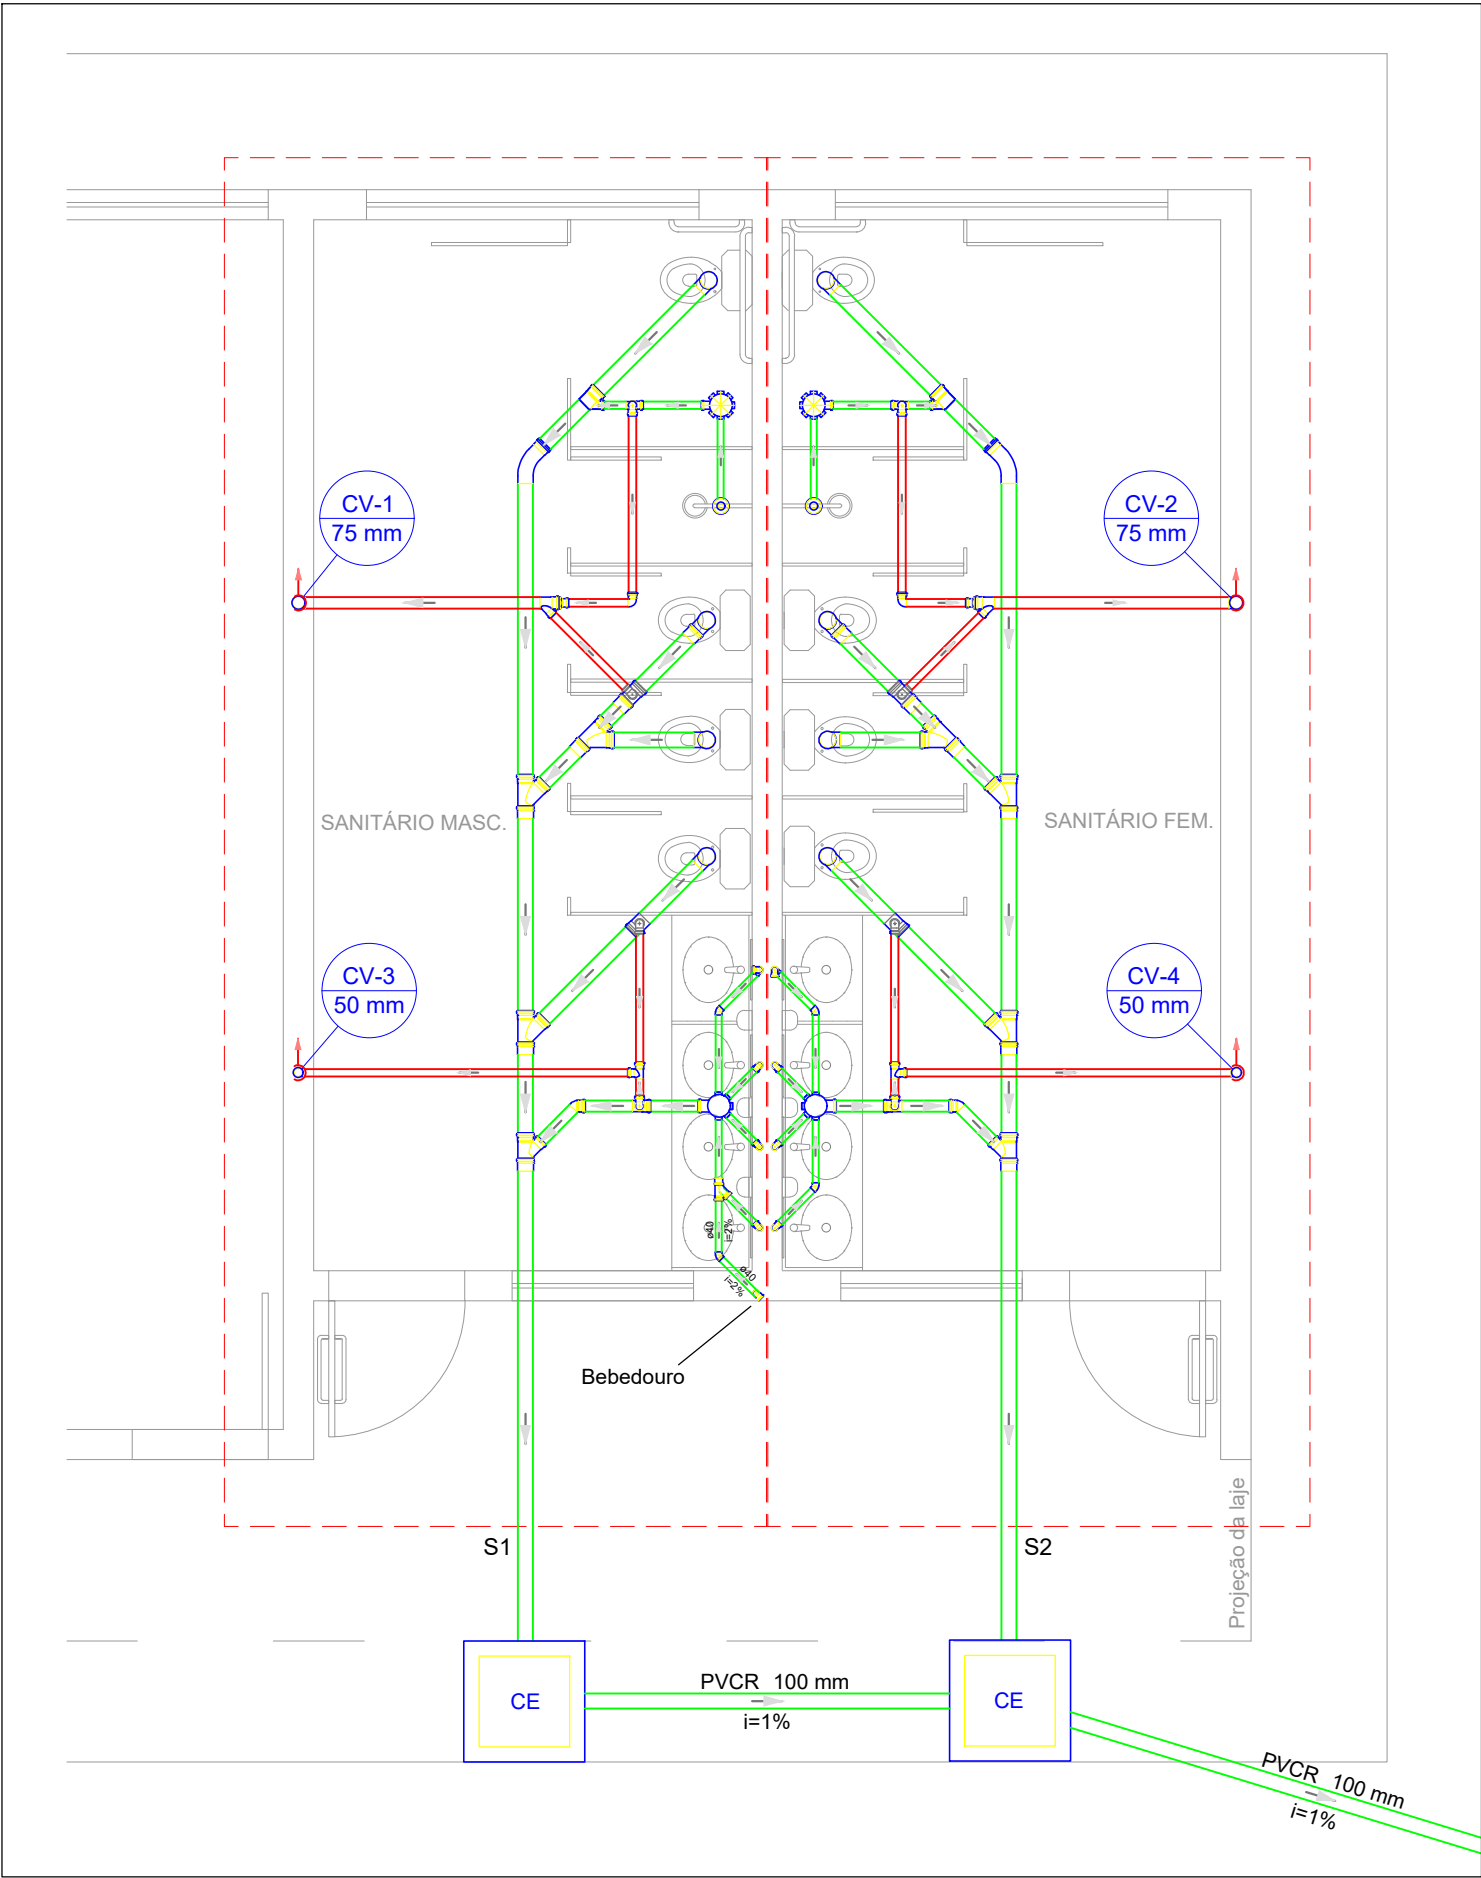 CV-1
75 mm
CV-2
75 mm
SANITÁRIO MASC.
SANITÁRIO FEM.
CV-3
50 mm
CV-4
50 mm
ø40
i=2%
ø40
i=2%
Bebedouro
Projeção da laje
S1
S2
CE
PVCR 100 mm
i=1%
CE
PVCR 100 mm
i=1%